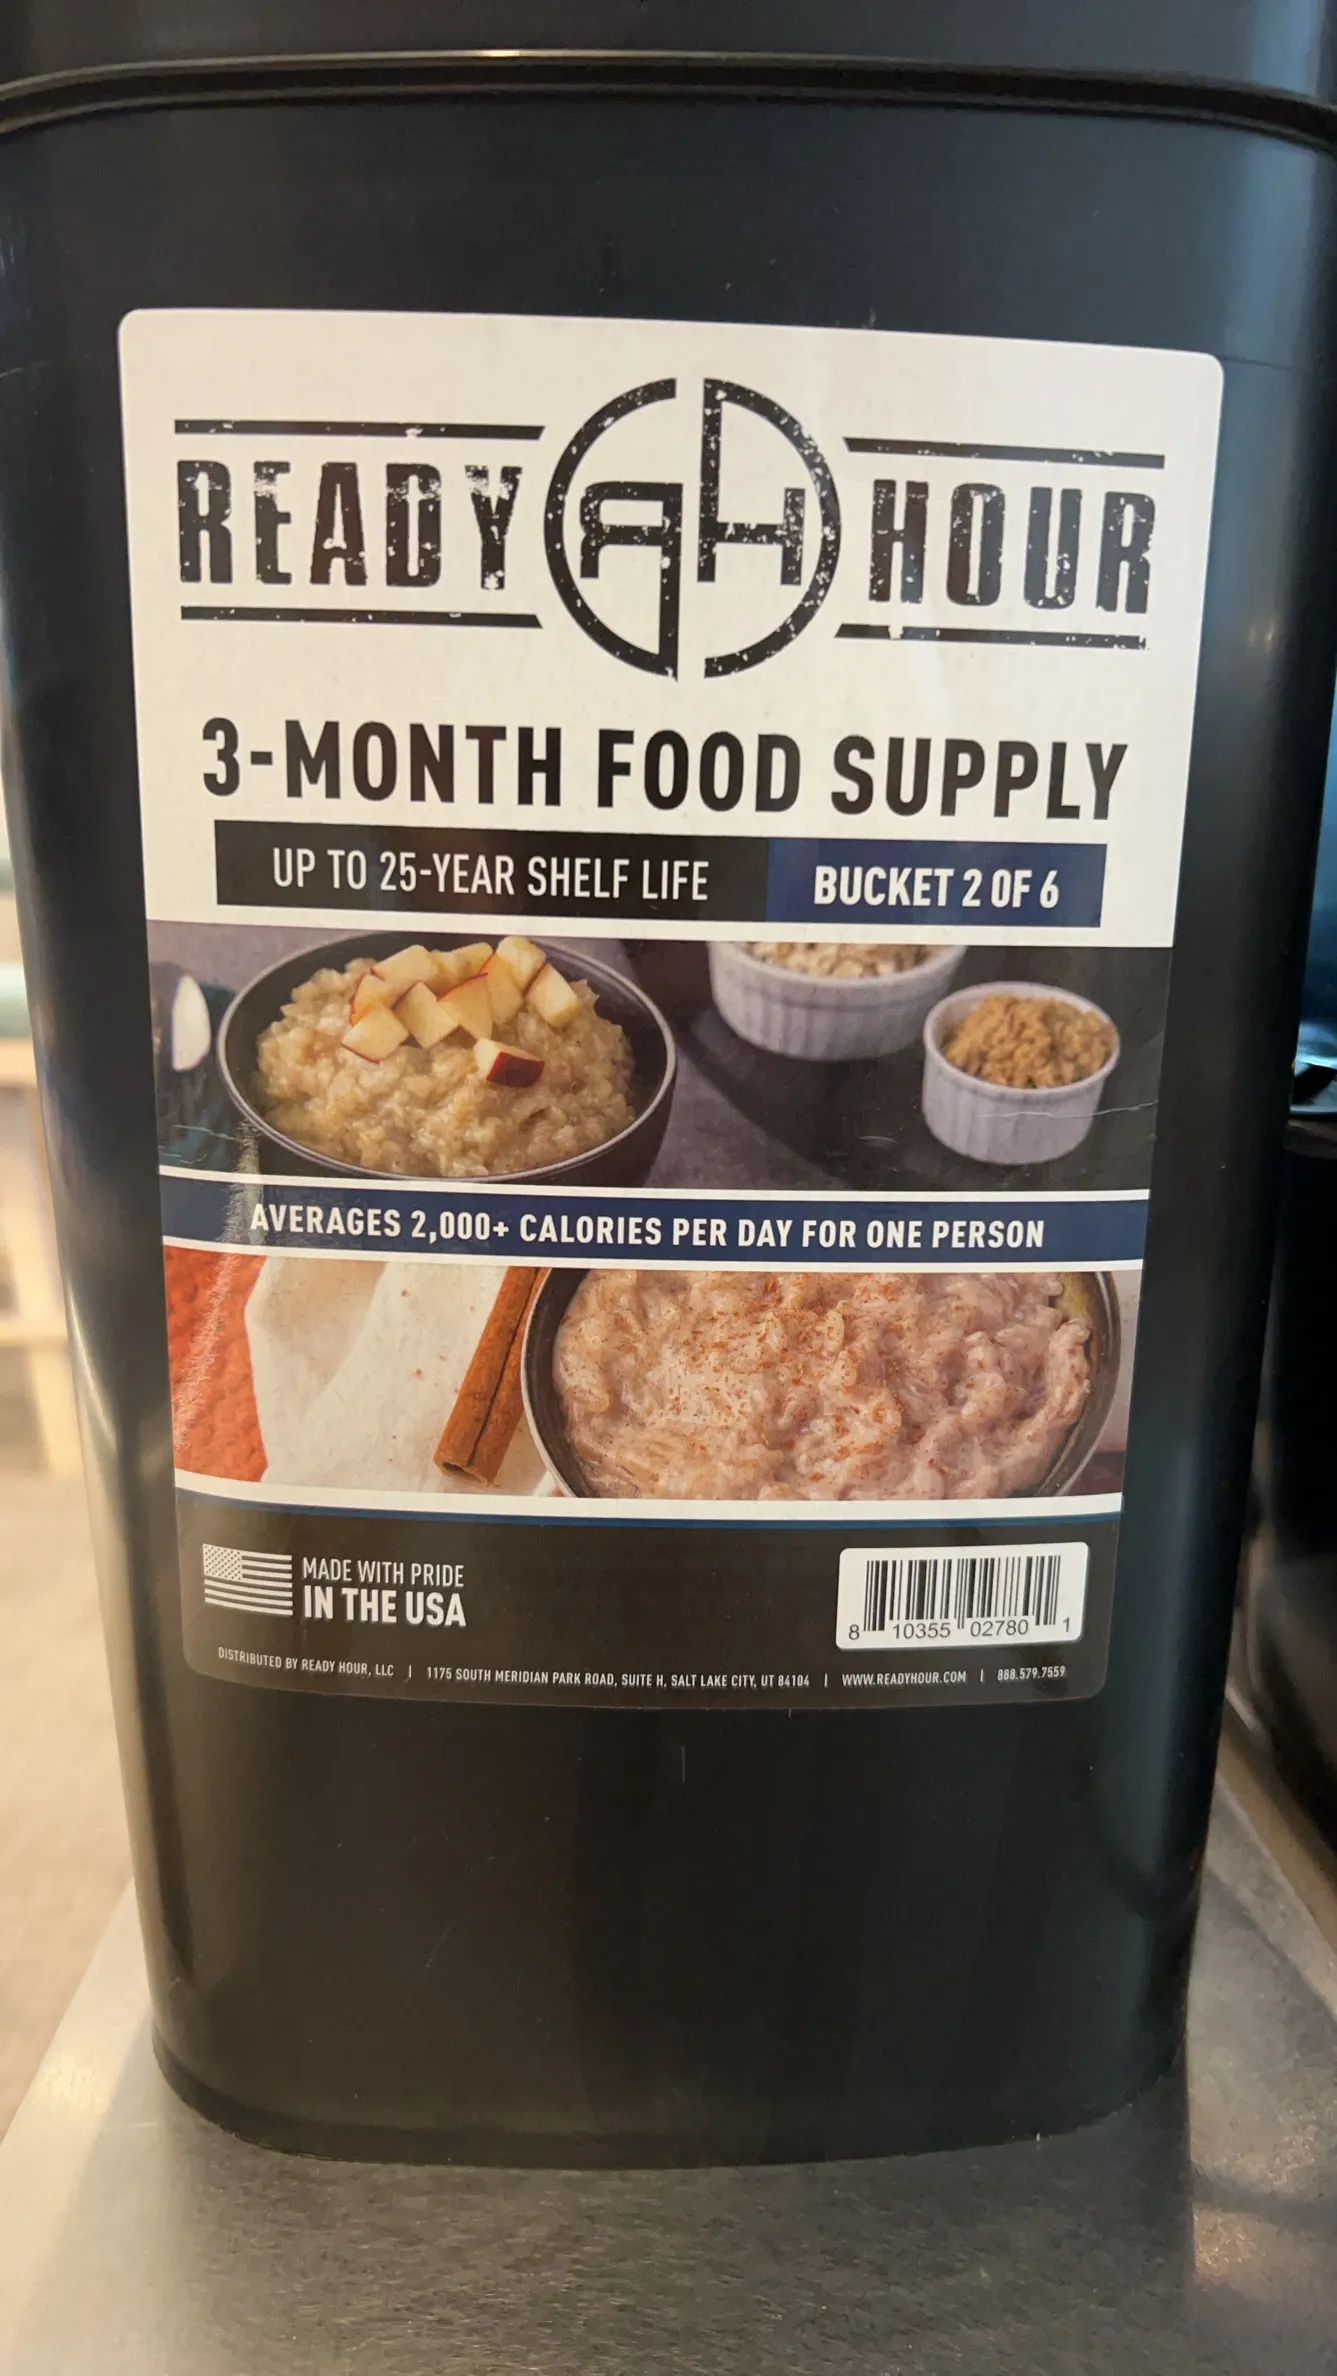 READY RH HOUR
3-MONTH FOOD SUPPLY
UP TO 25-YEAR SHELF LIFE BUCKET 2 OF 6
AVERAGES 2,000+ CALORIES PER DAY FOR ONE PERSON
MADE WITH PRIDE
IN THE USA
8 10355 02780 1
DISTRIBUTED BY READY HOUR, LLC | 1175 SOUTH MERIDIAN PARK ROAD, SUITE H, SALT LAKE CITY, UT 84104 | WWW.READYHOUR.COM | 888.579.7559